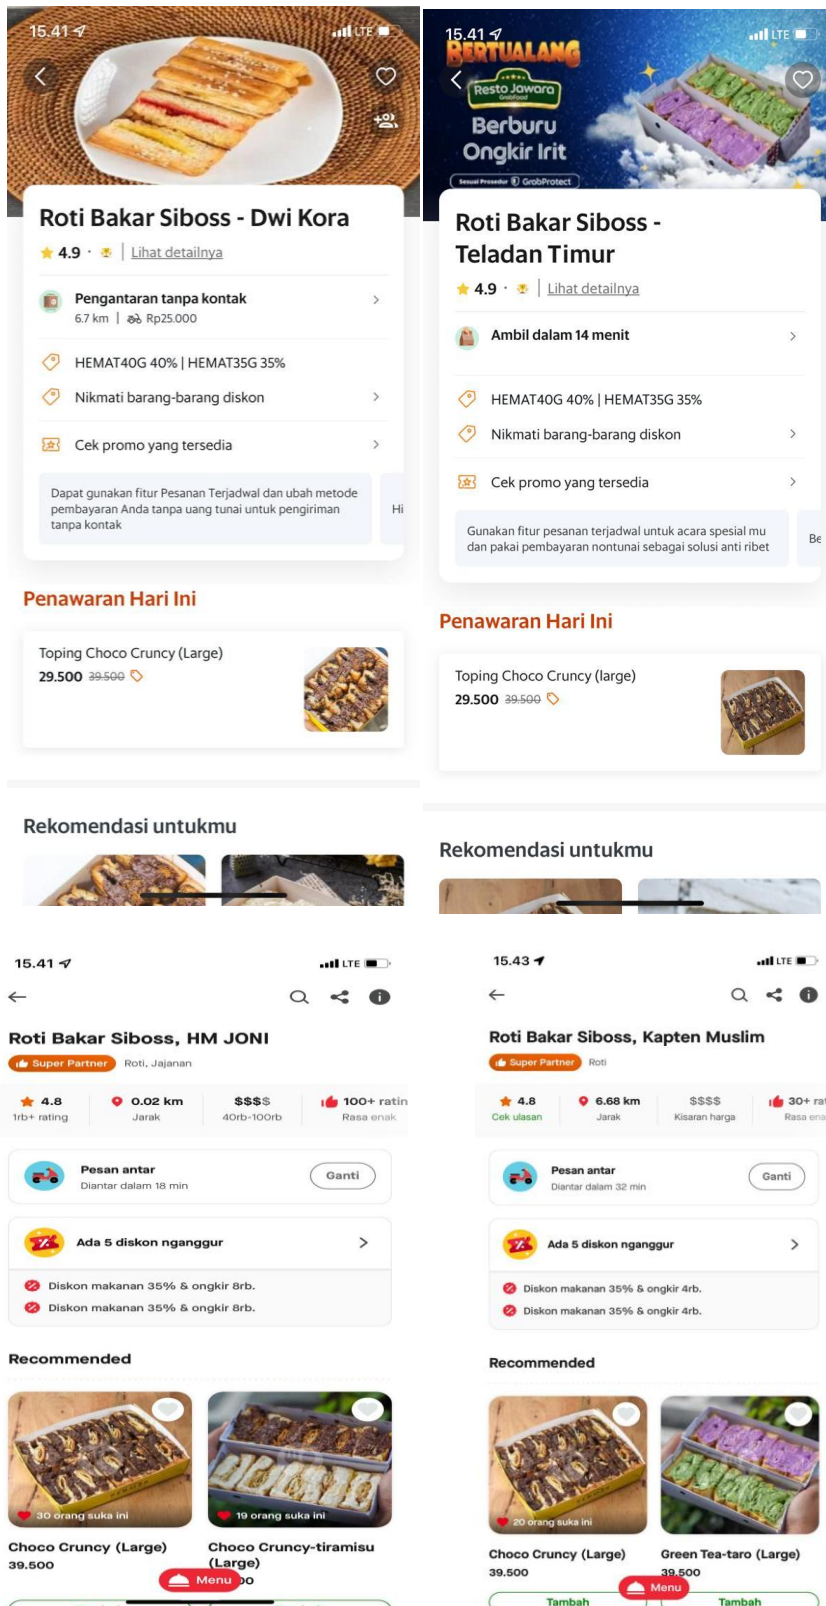 15.41
LTE
Roti Bakar Siboss - Dwi Kora
4.9 · Lihat detailnya
Pengantaran tanpa kontak
6.7 km | Rp25.000
HEMAT40G 40% | HEMAT35G 35%
Nikmati barang-barang diskon
Cek promo yang tersedia
Dapat gunakan fitur Pesanan Terjadwal dan ubah metode
pembayaran Anda tanpa uang tunai untuk pengiriman
tanpa kontak
Hi
Penawaran Hari Ini
Toping Choco Cruncy (Large)
29.500 39.500
Rekomendasi untukmu
15.41
LTE
BERTUALANG
Resto Jawara
GrabFood
Berburu
Ongkir Irit
Sesuai Prosedur GrabProtect
Roti Bakar Siboss -
Teladan Timur
4.9 · Lihat detailnya
Ambil dalam 14 menit
HEMAT40G 40% | HEMAT35G 35%
Nikmati barang-barang diskon
Cek promo yang tersedia
Gunakan fitur pesanan terjadwal untuk acara spesial mu
dan pakai pembayaran nontunai sebagai solusi anti ribet
Be
Penawaran Hari Ini
Toping Choco Cruncy (large)
29.500 39.500
Rekomendasi untukmu
15.41
LTE
Roti Bakar Siboss, HM JONI
Super Partner Roti, Jajanan
4.8 0.02 km $$$$ 100+ ratin
1rb+ rating Jarak 40rb-100rb Rasa enak
Pesan antar
Diantar dalam 18 min
Ganti
Ada 5 diskon nganggur
Diskon makanan 35% & ongkir 8rb.
Diskon makanan 35% & ongkir 8rb.
Recommended
30 orang suka ini
19 orang suka ini
Choco Cruncy (Large)
39.500
Choco Cruncy-tiramisu
(Large)
Menu
15.43
LTE
Roti Bakar Siboss, Kapten Muslim
Super Partner Roti
4.8 6.68 km $$$$ 30+ ra
Cek ulasan Jarak Kisaran harga Rasa ena
Pesan antar
Diantar dalam 32 min
Ganti
Ada 5 diskon nganggur
Diskon makanan 35% & ongkir 4rb.
Diskon makanan 35% & ongkir 4rb.
Recommended
20 orang suka ini
Choco Cruncy (Large)
39.500
Green Tea-taro (Large)
39.500
Menu
Tambah
Tambah